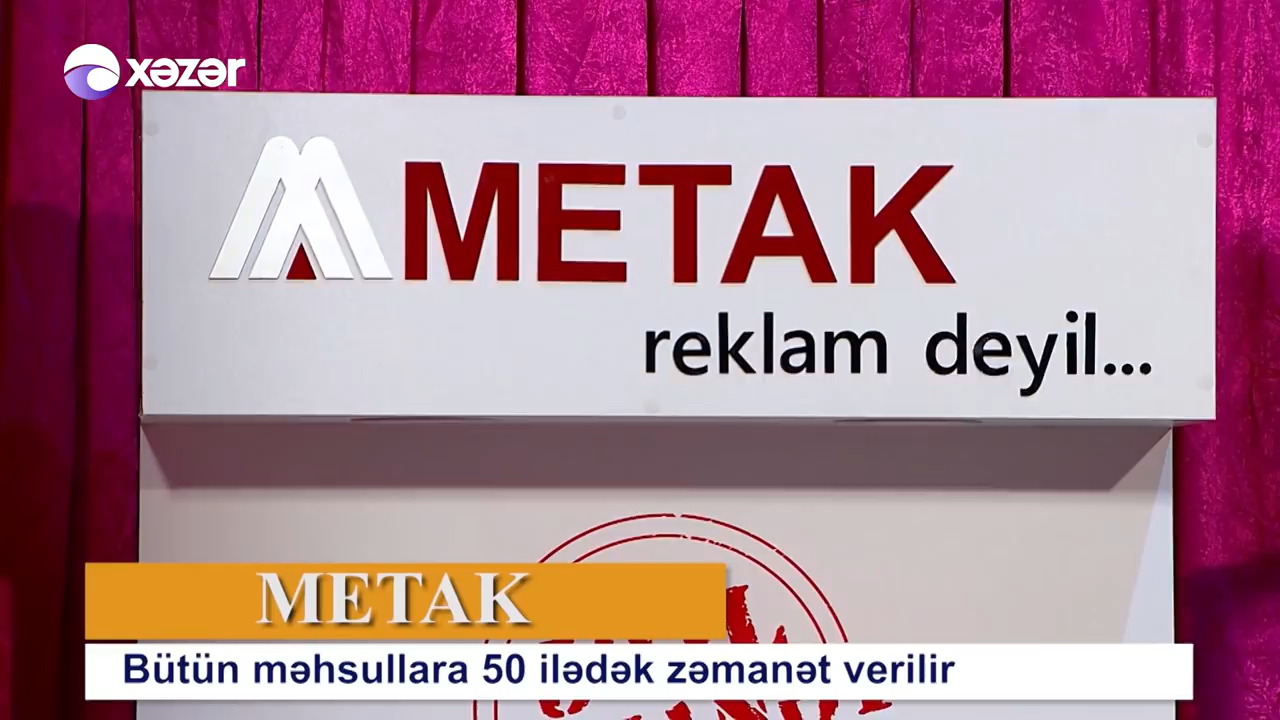 xəzər
METAK
reklam deyil...
METAK
Bütün məhsullara 50 ilədək zəmanət verilir